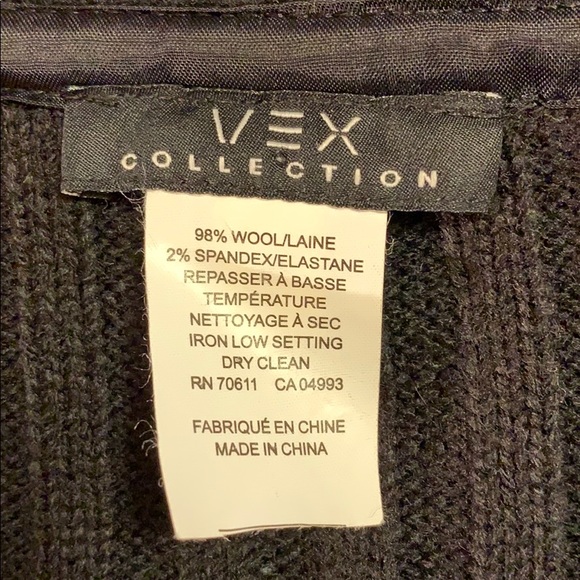 VEX
COLLECTION
98% WOOL/LAINE
2% SPANDEX/ELASTANE
REPASSER À BASSE
TEMPÉRATURE
NETTOYAGE À SEC
IRON LOW SETTING
DRY CLEAN
RN 70611 CA 04993
FABRIQUÉ EN CHINE
MADE IN CHINA